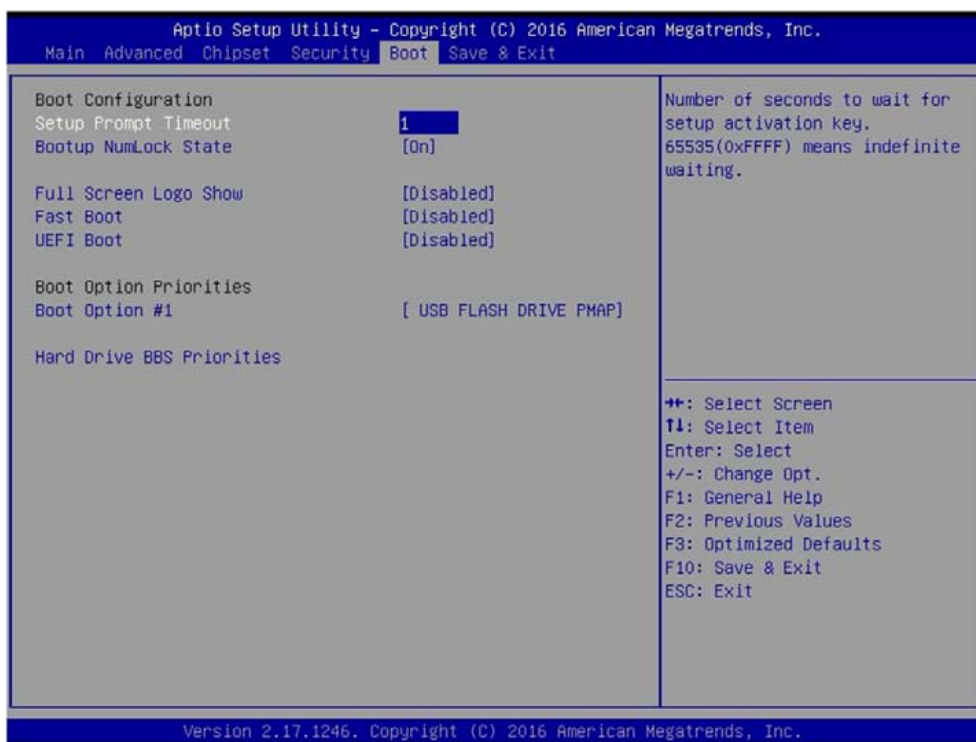 Aptio Setup Utility – Copyright (C) 2016 American Megatrends, Inc.
Main Advanced Chipset Security Boot Save & Exit
Boot Configuration
Setup Prompt Timeout 1
Bootup NumLock State [On]
Full Screen Logo Show [Disabled]
Fast Boot [Disabled]
UEFI Boot [Disabled]
Boot Option Priorities
Boot Option #1 [ USB FLASH DRIVE PMAP]
Hard Drive BBS Priorities
Number of seconds to wait for
setup activation key.
65535(0xFFFF) means indefinite
waiting.
→←: Select Screen
↑↓: Select Item
Enter: Select
+/-: Change Opt.
F1: General Help
F2: Previous Values
F3: Optimized Defaults
F10: Save & Exit
ESC: Exit
Version 2.17.1246. Copyright (C) 2016 American Megatrends, Inc.